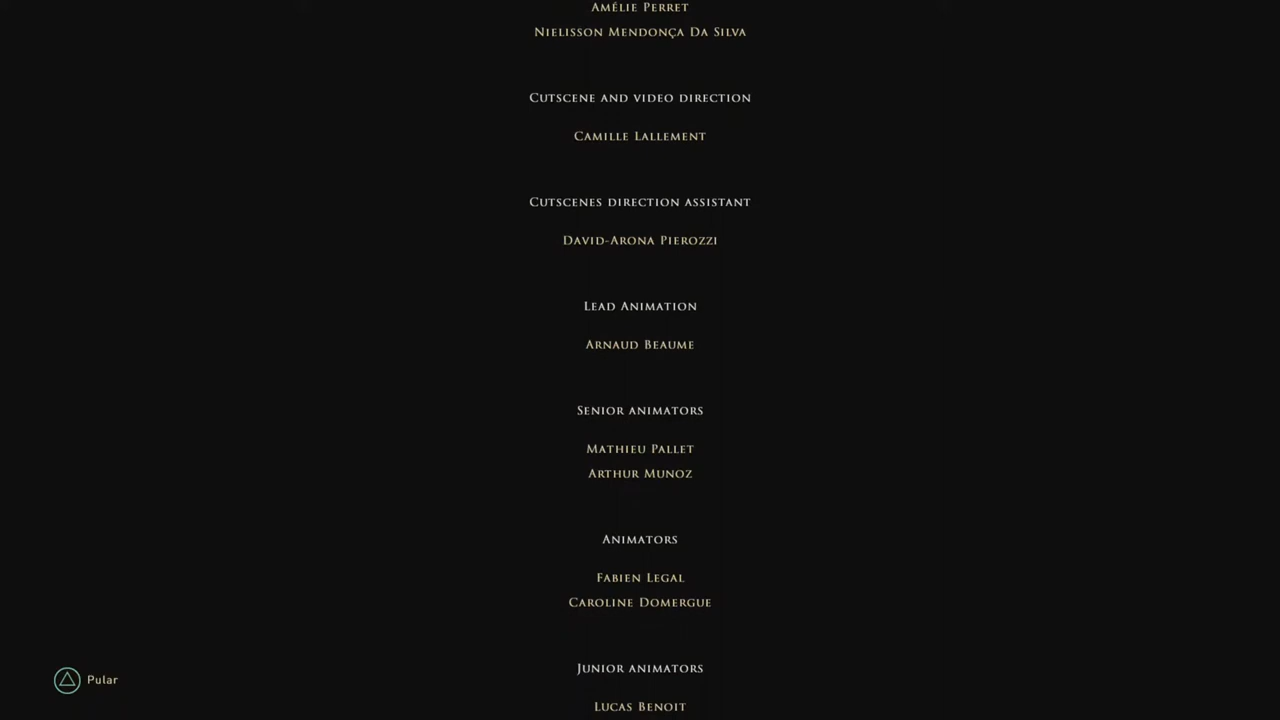 Amélie Perret
Nielisson Mendonça Da Silva
Cutscene and video direction
Camille Lallement
Cutscenes direction assistant
David-Arona Pierozzi
Lead Animation
Arnaud Beaume
Senior animators
Mathieu Pallet
Arthur Munoz
Animators
Fabien Legal
Caroline Domergue
Junior animators
Lucas Benoit
Pular